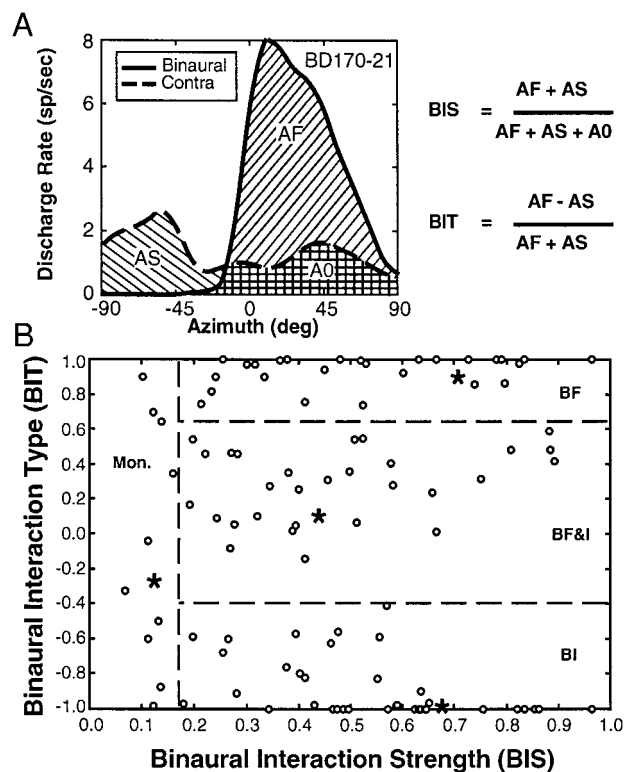 A
Discharge Rate (sp/sec)
8
6
4
2
0
Binaural
Contra
BD170-21
AF
AS
A0
-90
-45
0
45
90
Azimuth (deg)
BIS = AF + AS
AF + AS + A0
BIT = AF - AS
AF + AS
B
Binaural Interaction Type (BIT)
1.0
0.8
0.6
0.4
0.2
0.0
-0.2
-0.4
-0.6
-0.8
-1.0
Mon.
BF
BF&I
BI
0.0
0.1
0.2
0.3
0.4
0.5
0.6
0.7
0.8
0.9
1.0
Binaural Interaction Strength (BIS)